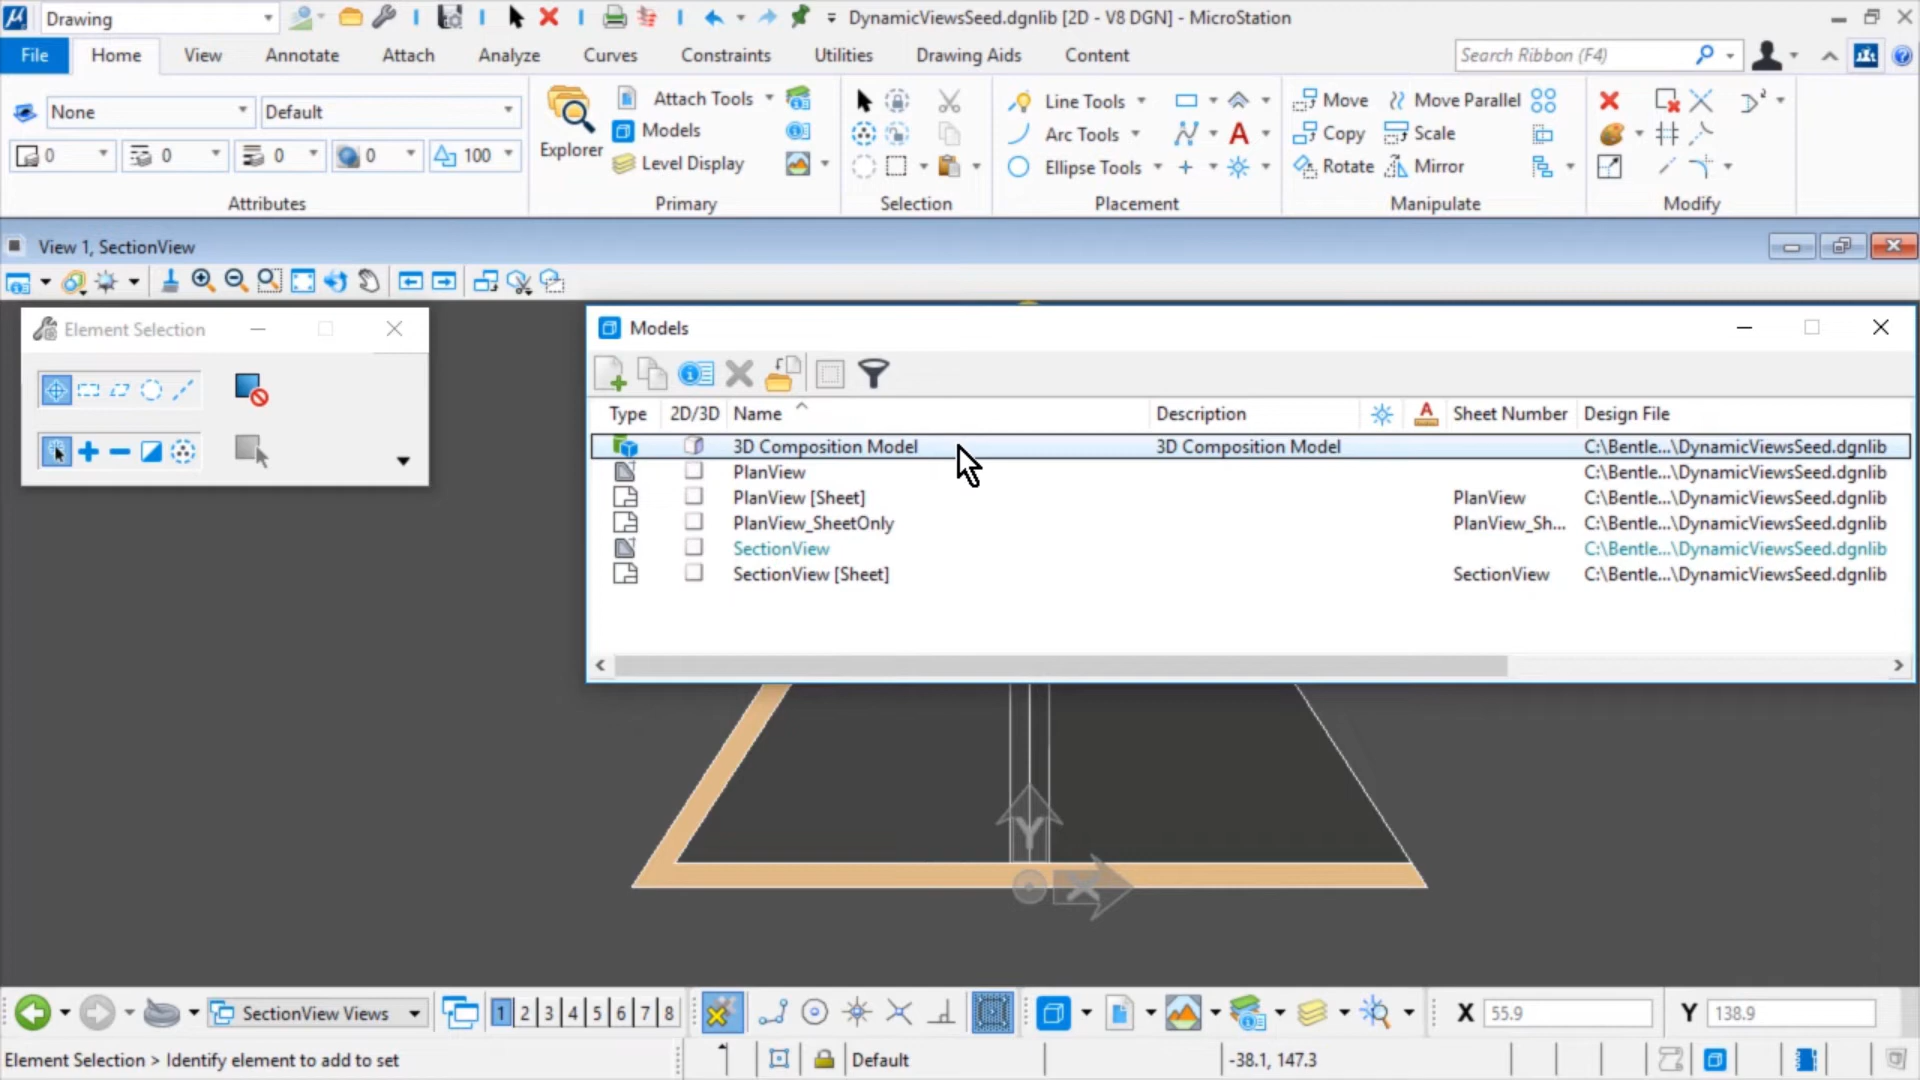 Drawing
DynamicViewsSeed.dgnlib [2D - V8 DGN] - MicroStation
File Home View Annotate Attach Analyze Curves Constraints Utilities Drawing Aids Content Search Ribbon (F4)
None Default Explorer Attach Tools Line Tools Move Move Parallel
Models Arc Tools Copy Scale
0 0 0 0 100 Level Display Ellipse Tools Rotate Mirror
Attributes Primary Selection Placement Manipulate Modify
View 1, SectionView
Element Selection
Models
Type 2D/3D Name Description Sheet Number Design File
3D Composition Model 3D Composition Model C:\Bentle...\DynamicViewsSeed.dgnlib
PlanView C:\Bentle...\DynamicViewsSeed.dgnlib
PlanView [Sheet] PlanView C:\Bentle...\DynamicViewsSeed.dgnlib
PlanView_SheetOnly PlanView_Sh... C:\Bentle...\DynamicViewsSeed.dgnlib
SectionView C:\Bentle...\DynamicViewsSeed.dgnlib
SectionView [Sheet] SectionView C:\Bentle...\DynamicViewsSeed.dgnlib
Y
X
SectionView Views 1 2 3 4 5 6 7 8 X 55.9 Y 138.9
Element Selection > Identify element to add to set Default -38.1, 147.3